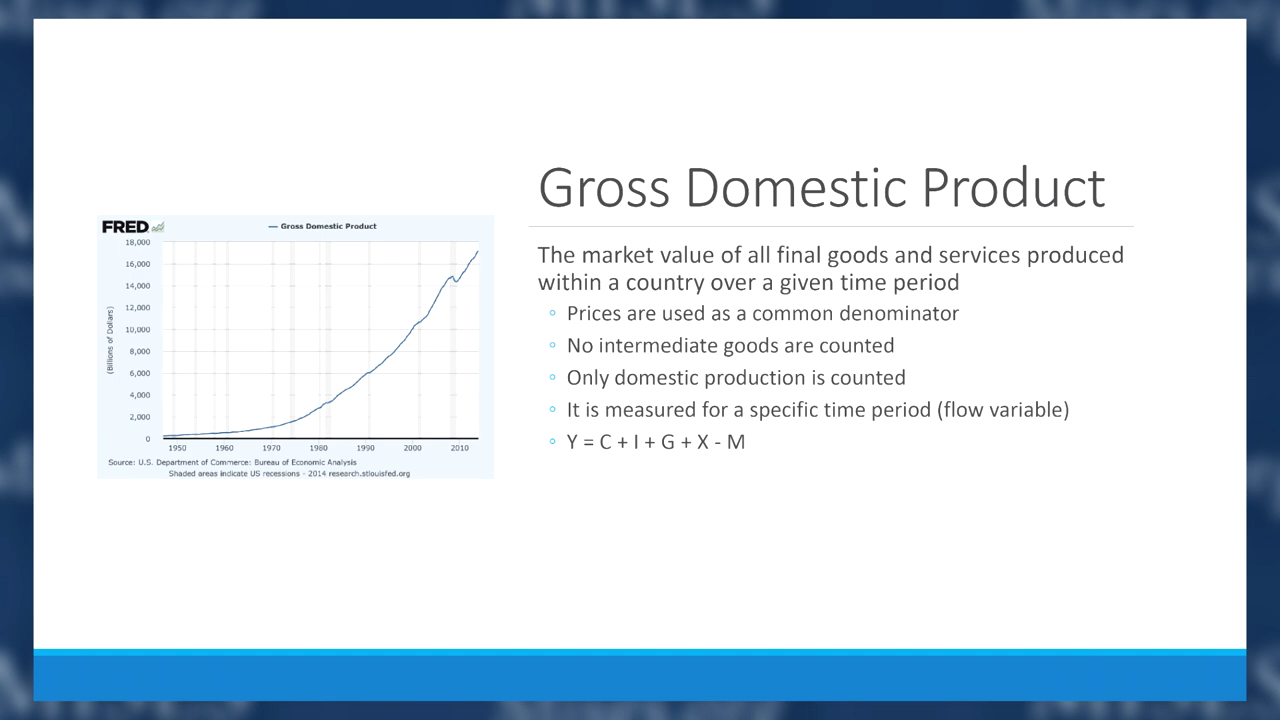 Gross Domestic Product
FRED
Gross Domestic Product
18,000
16,000
14,000
12,000
10,000
8,000
6,000
4,000
2,000
0
(Billions of Dollars)
1950 1960 1970 1980 1990 2000 2010
Source: U.S. Department of Commerce: Bureau of Economic Analysis
Shaded areas indicate US recessions - 2014 research.stlouisfed.org
The market value of all final goods and services produced
within a country over a given time period
◦ Prices are used as a common denominator
◦ No intermediate goods are counted
◦ Only domestic production is counted
◦ It is measured for a specific time period (flow variable)
◦ Y = C + I + G + X - M